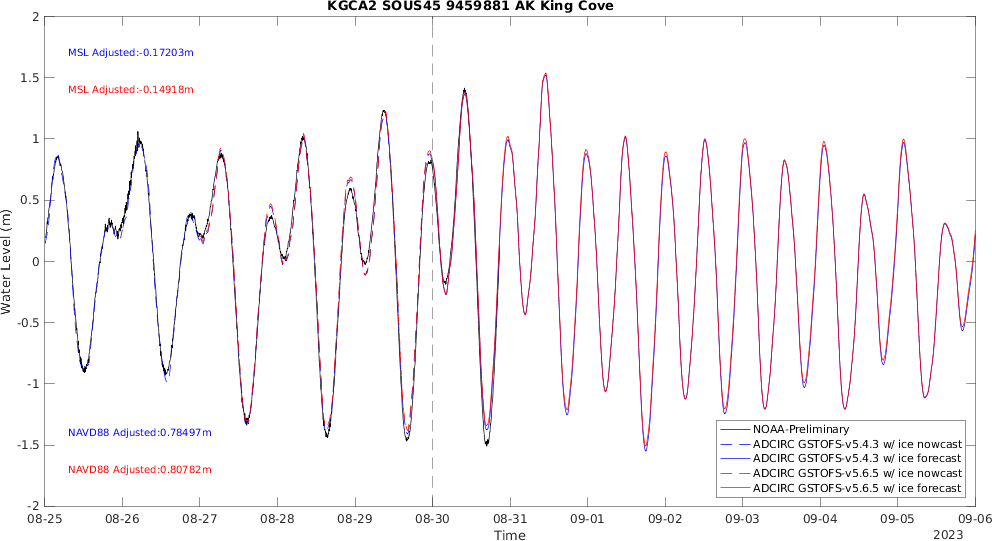 KGCA2 SOUS45 9459881 AK King Cove
2
1.5
1
0.5
0
-0.5
-1
-1.5
-2
Water Level (m)
MSL Adjusted:-0.17203m
MSL Adjusted:-0.14918m
NAVD88 Adjusted:0.78497m
NAVD88 Adjusted:0.80782m
NOAA-Preliminary
ADCIRC GSTOFS-v5.4.3 w/ ice nowcast
ADCIRC GSTOFS-v5.4.3 w/ ice forecast
ADCIRC GSTOFS-v5.6.5 w/ ice nowcast
ADCIRC GSTOFS-v5.6.5 w/ ice forecast
08-25 08-26 08-27 08-28 08-29 08-30 08-31 09-01 09-02 09-03 09-04 09-05 09-06
Time
2023